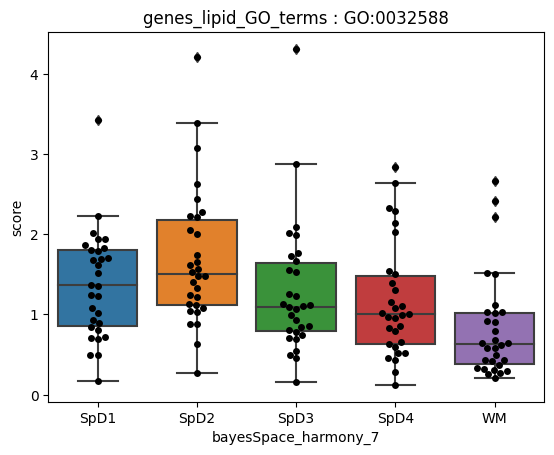 genes_lipid_GO_terms : GO:0032588
4
3
2
1
0
score
SpD1 SpD2 SpD3 SpD4 WM
bayesSpace_harmony_7